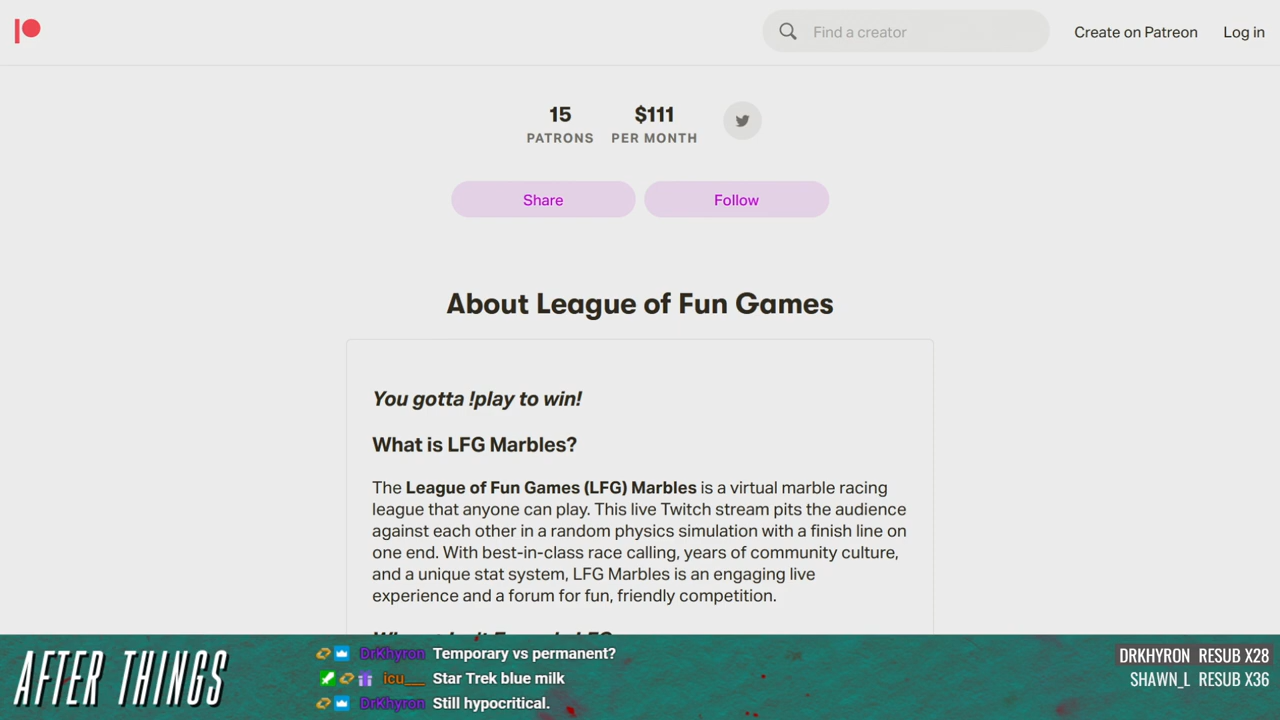 Find a creator
Create on Patreon
Log in
15
PATRONS
$111
PER MONTH
Share
Follow
About League of Fun Games
You gotta !play to win!
What is LFG Marbles?
The League of Fun Games (LFG) Marbles is a virtual marble racing
league that anyone can play. This live Twitch stream pits the audience
against each other in a random physics simulation with a finish line on
one end. With best-in-class race calling, years of community culture,
and a unique stat system, LFG Marbles is an engaging live
experience and a forum for fun, friendly competition.
AFTER THINGS
DrKhyron Temporary vs permanent?
icu__ Star Trek blue milk
DrKhyron Still hypocritical.
DRKHYRON RESUB X28
SHAWN_L RESUB X36